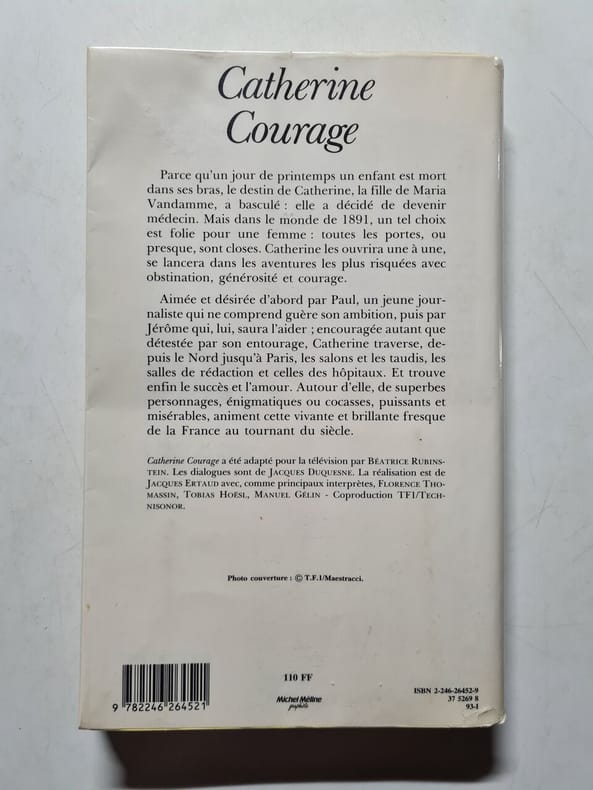 Catherine
Courage
Parce qu'un jour de printemps un enfant est mort
dans ses bras, le destin de Catherine, la fille de Maria
Vandamme, a basculé : elle a décidé de devenir
médecin. Mais dans le monde de 1891, un tel choix
est folie pour une femme : toutes les portes, ou
presque, sont closes. Catherine les ouvrira une à une,
se lancera dans les aventures les plus risquées avec
obstination, générosité et courage.
Aimée et désirée d'abord par Paul, un jeune jour-
naliste qui ne comprend guère son ambition, puis par
Jérôme qui, lui, saura l'aider ; encouragée autant que
détestée par son entourage, Catherine traverse, de-
puis le Nord jusqu'à Paris, les salons et les taudis, les
salles de rédaction et celles des hôpitaux. Et trouve
enfin le succès et l'amour. Autour d'elle, de superbes
personnages, énigmatiques ou cocasses, puissants et
misérables, animent cette vivante et brillante fresque
de la France au tournant du siècle.
Catherine Courage a été adapté pour la télévision par BÉATRICE RUBINS-
TEIN. Les dialogues sont de JACQUES DUQUESNE. La réalisation est de
JACQUES ERTAUD avec, comme principaux interprètes, FLORENCE THO-
MASSIN, TOBIAS HOËSL, MANUEL GÉLIN - Coproduction TF1/TECH-
NISONOR.
Photo couverture : © T.F.1/Maestracci.
110 FF
Michel Méline
ISBN 2-246-26452-9
37 5269 8
93-I
9 782246 264521